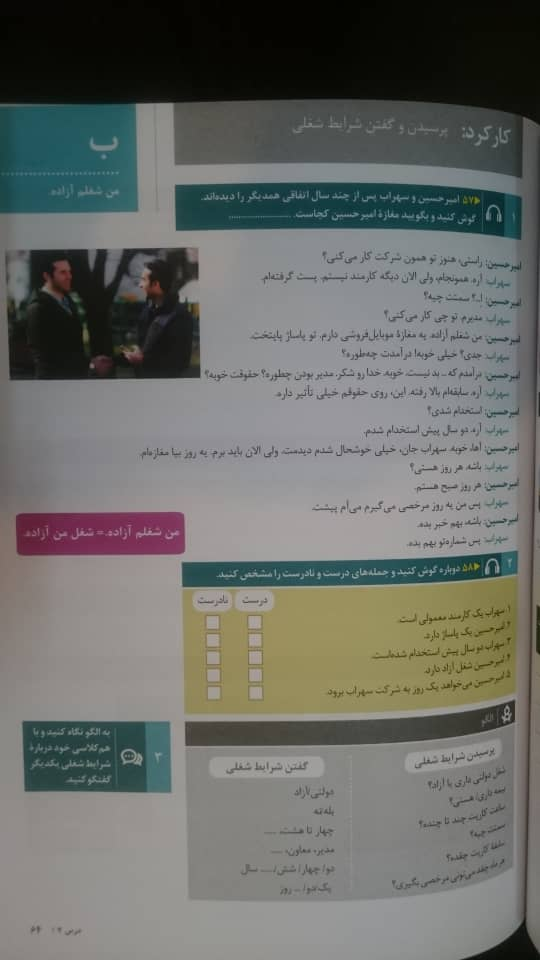 کارکرد: پرسیدن و گفتن شرایط شغلی
ب
من شغلم آزاده.
۱
۵۷ امیرحسین و سهراب پس از چند سال اتفاقی همدیگر را دیده‌اند.
گوش کنید و بگویید مغازهٔ امیرحسین کجاست. ......................
امیرحسین: راستی، هنوز تو همون شرکت کار می‌کنی؟
سهراب: آره. همونجام، ولی الان دیگه کارمند نیستم. پست گرفته‌ام.
امیرحسین: اِ..؟ سمتت چیه؟
سهراب: مدیرم. تو چی کار می‌کنی؟
امیرحسین: من شغلم آزاده. یه مغازهٔ موبایل‌فروشی دارم. تو پاساژ پایتخت.
سهراب: جدی؟ خیلی خوبه! درآمدت چه‌طوره؟
امیرحسین: درآمدم که .. بد نیست. خوبه. خدا رو شکر. مدیر بودن چطوره؟ حقوقت خوبه؟
سهراب: آره. سابقه‌ام بالا رفته. این، روی حقوقم خیلی تأثیر داره.
امیرحسین: استخدام شدی؟
سهراب: آره. دو سال پیش استخدام شدم.
امیرحسین: آها، خوبه. سهراب جان، خیلی خوشحال شدم دیدمت. ولی الان باید برم. یه روز بیا مغازه‌ام.
سهراب: باشه. هر روز هستی؟
امیرحسین: هر روز صبح هستم.
سهراب: پس من یه روز مرخصی می‌گیرم می‌آم پیشت.
امیرحسین: باشه، بهم خبر بده.
سهراب: پس شماره‌تو بهم بده.
من شغلم آزاده. = شغل من آزاده.
۲
۵۸ دوباره گوش کنید و جمله‌های درست و نادرست را مشخص کنید.
درست نادرست
۱. سهراب یک کارمند معمولی است.
۲. امیرحسین یک پاساژ دارد.
۳. سهراب دو سال پیش استخدام شده‌است.
۴. امیرحسین شغل آزاد دارد.
۵. امیرحسین می‌خواهد یک روز به شرکت سهراب برود.
الگو
۳
به الگو نگاه کنید و با
هم‌کلاسی خود دربارهٔ
شرایط شغلی یکدیگر
گفتگو کنید.
پرسیدن شرایط شغلی
شغل دولتی داری یا آزاد؟
بیمه داری/ هستی؟
ساعت کاریت چند تا چنده؟
سمتت چیه؟
سابقهٔ کاریت چقده؟
هر ماه چقد می‌تونی مرخصی بگیری؟
گفتن شرایط شغلی
دولتی/آزاد
بله/نه
چهار تا هشت، .....
مدیر، معاون، .....
دو/ چهار/ شش/ ..... سال
یک/دو/ .. روز
درس ۱۲ | ۶۴